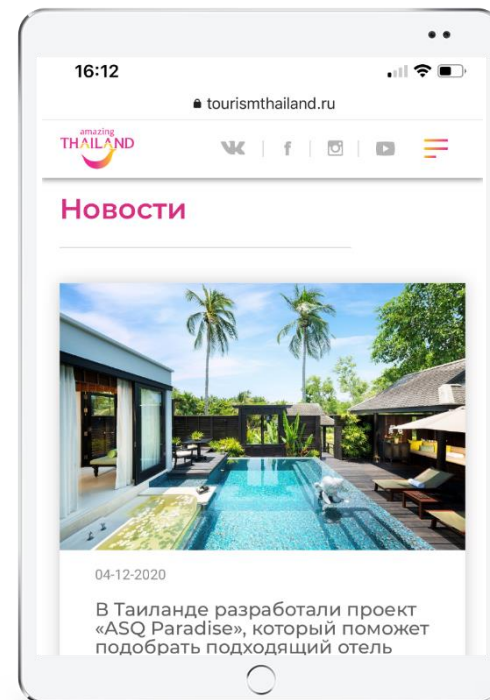 16:12
tourismthailand.ru
amazing
THAILAND
f
Новости
04-12-2020
В Таиланде разработали проект
«ASQ Paradise», который поможет
подобрать подходящий отель